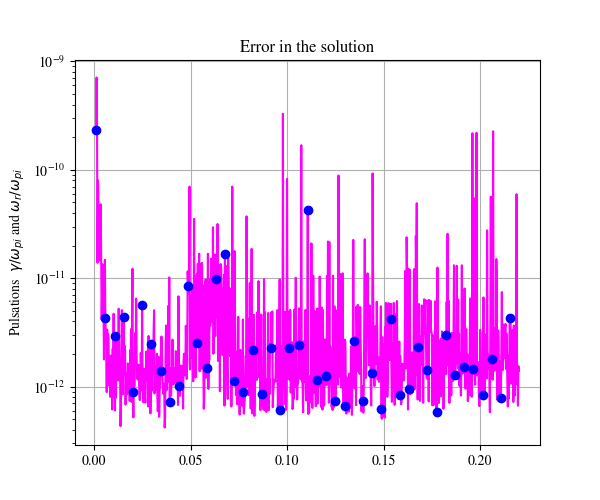 Error in the solution
Pulsations γ/ω_pi and ω_r/ω_pi
10⁻⁹
10⁻¹⁰
10⁻¹¹
10⁻¹²
0.00 0.05 0.10 0.15 0.20